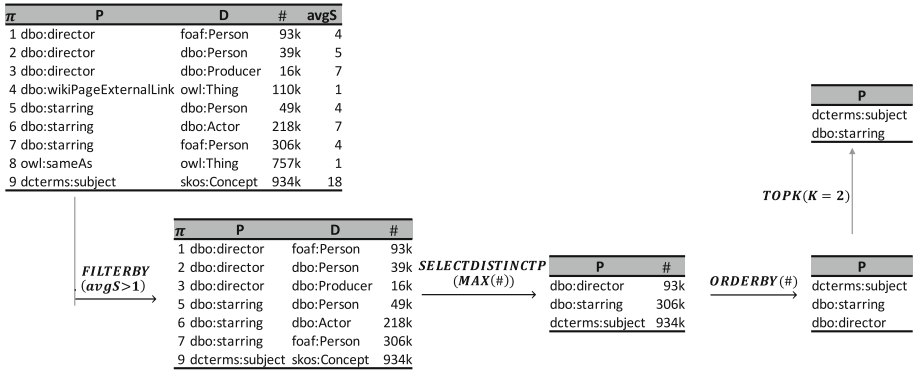 π P D # avgS
1 dbo:director foaf:Person 93k 4
2 dbo:director dbo:Person 39k 5
3 dbo:director dbo:Producer 16k 7
4 dbo:wikiPageExternalLink owl:Thing 110k 1
5 dbo:starring dbo:Person 49k 4
6 dbo:starring dbo:Actor 218k 7
7 dbo:starring foaf:Person 306k 4
8 owl:sameAs owl:Thing 757k 1
9 dcterms:subject skos:Concept 934k 18
FILTERBY
(avgS>1)
π P D #
1 dbo:director foaf:Person 93k
2 dbo:director dbo:Person 39k
3 dbo:director dbo:Producer 16k
5 dbo:starring dbo:Person 49k
6 dbo:starring dbo:Actor 218k
7 dbo:starring foaf:Person 306k
9 dcterms:subject skos:Concept 934k
SELECTDISTINCTP
(MAX(#))
P #
dbo:director 93k
dbo:starring 306k
dcterms:subject 934k
ORDERBY(#)
P
dcterms:subject
dbo:starring
dbo:director
TOPK(K = 2)
P
dcterms:subject
dbo:starring